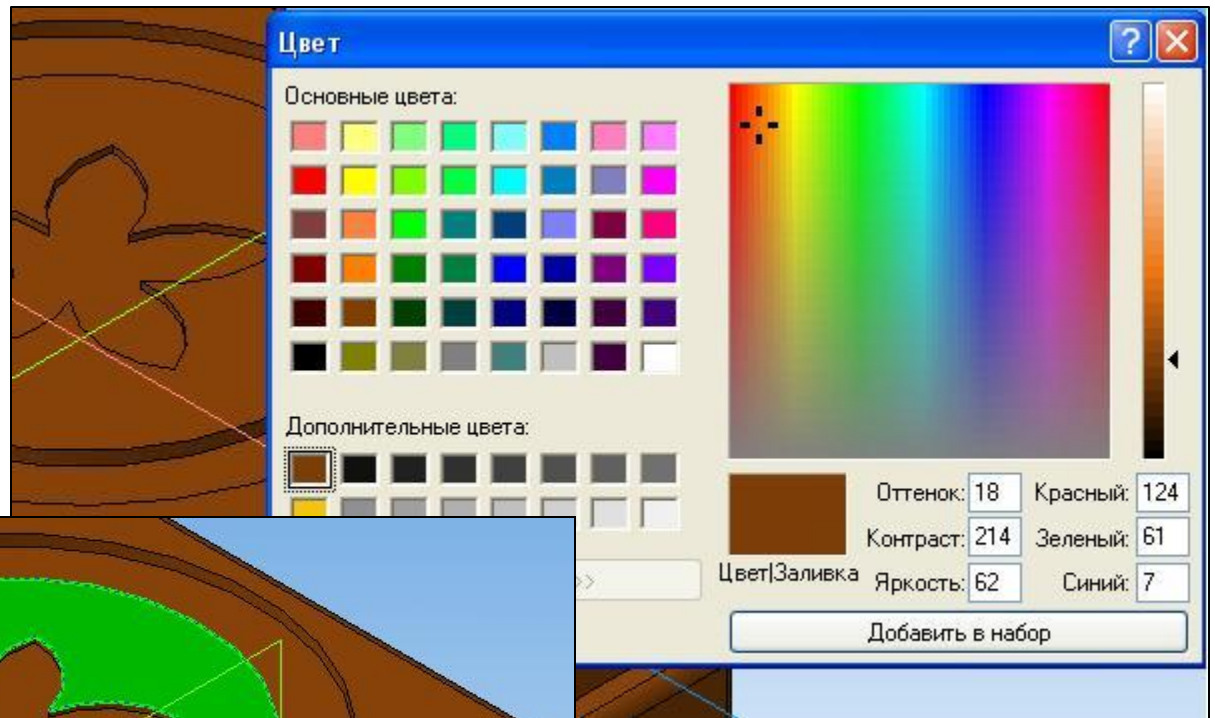 Цвет
Основные цвета:
Дополнительные цвета:
>>
Цвет|Заливка
Оттенок: 18 Красный: 124
Контраст: 214 Зеленый: 61
Яркость: 62 Синий: 7
Добавить в набор